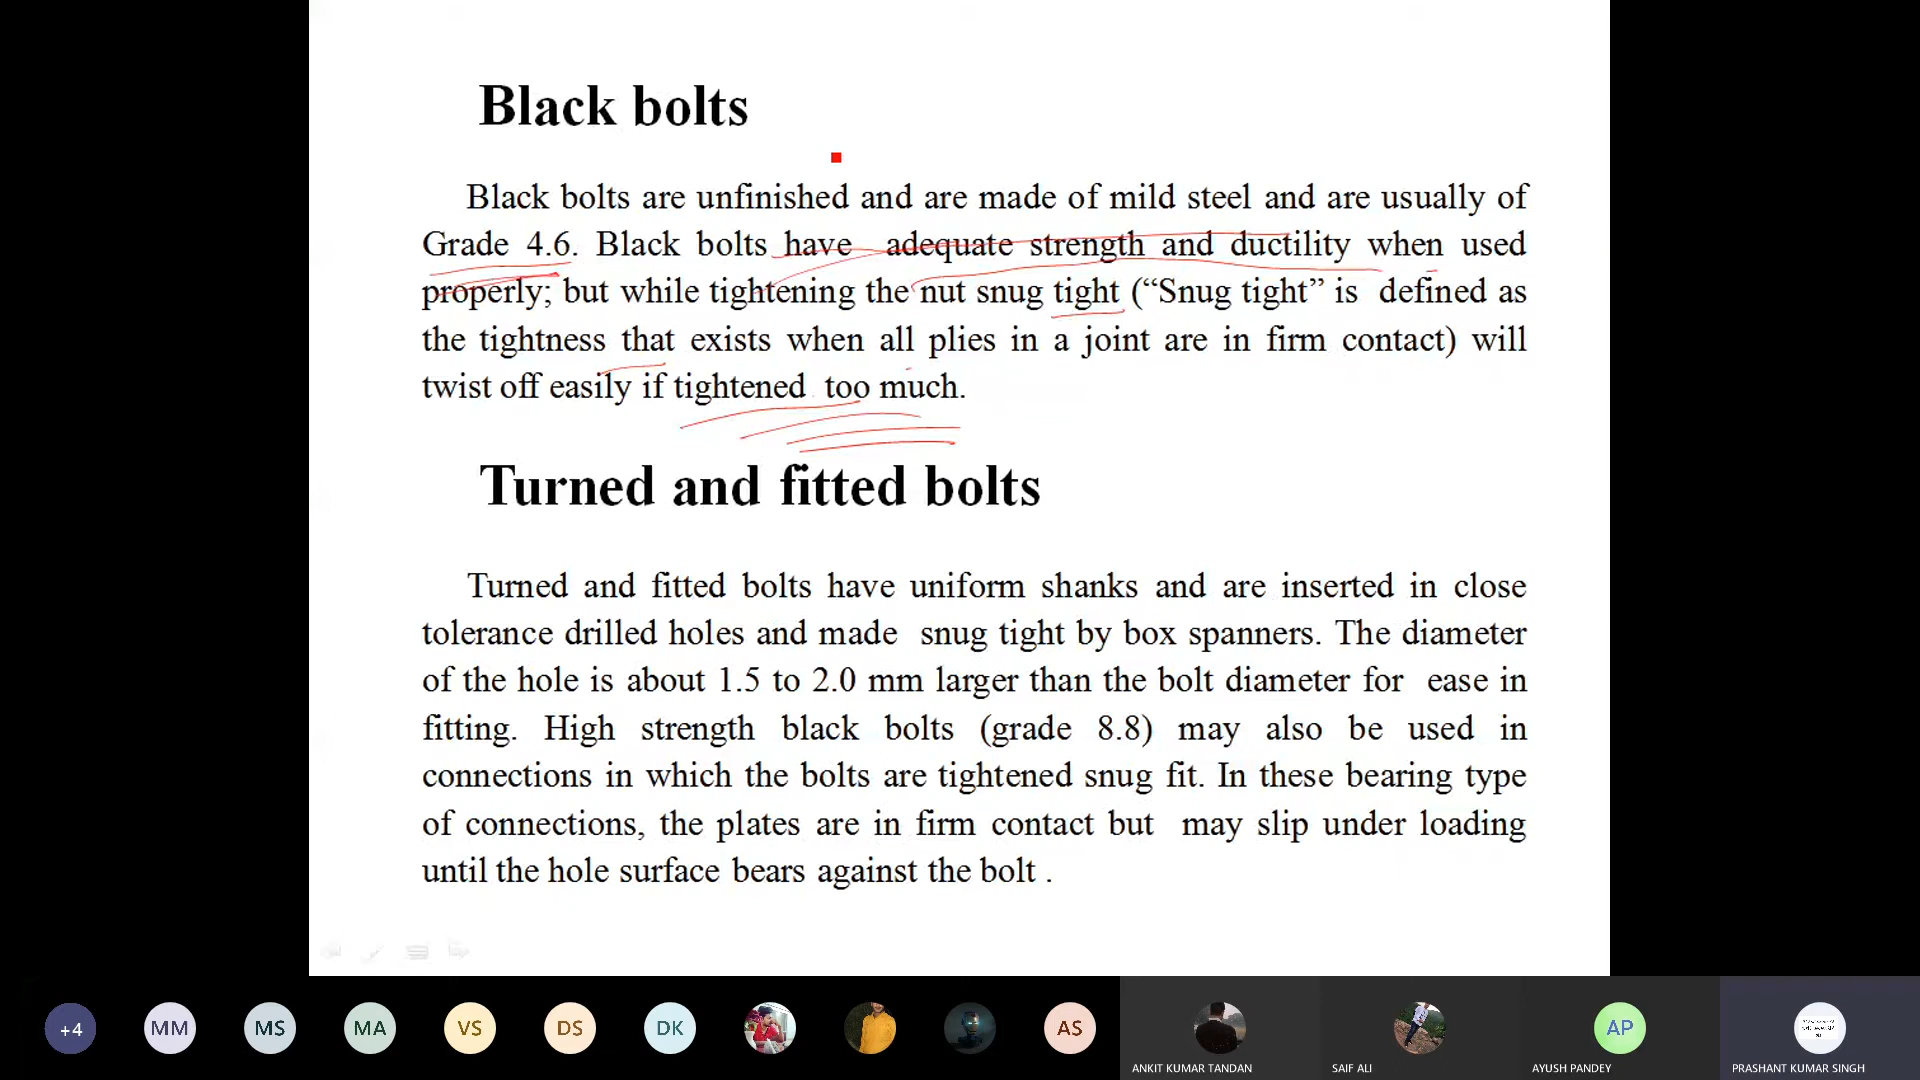 Black bolts
Black bolts are unfinished and are made of mild steel and are usually of
Grade 4.6. Black bolts have adequate strength and ductility when used
properly; but while tightening the nut snug tight (“Snug tight” is defined as
the tightness that exists when all plies in a joint are in firm contact) will
twist off easily if tightened too much.
Turned and fitted bolts
Turned and fitted bolts have uniform shanks and are inserted in close
tolerance drilled holes and made snug tight by box spanners. The diameter
of the hole is about 1.5 to 2.0 mm larger than the bolt diameter for ease in
fitting. High strength black bolts (grade 8.8) may also be used in
connections in which the bolts are tightened snug fit. In these bearing type
of connections, the plates are in firm contact but may slip under loading
until the hole surface bears against the bolt .
+4 MM MS MA VS DS DK AS AP
ANKIT KUMAR TANDAN SAIF ALI AYUSH PANDEY PRASHANT KUMAR SINGH